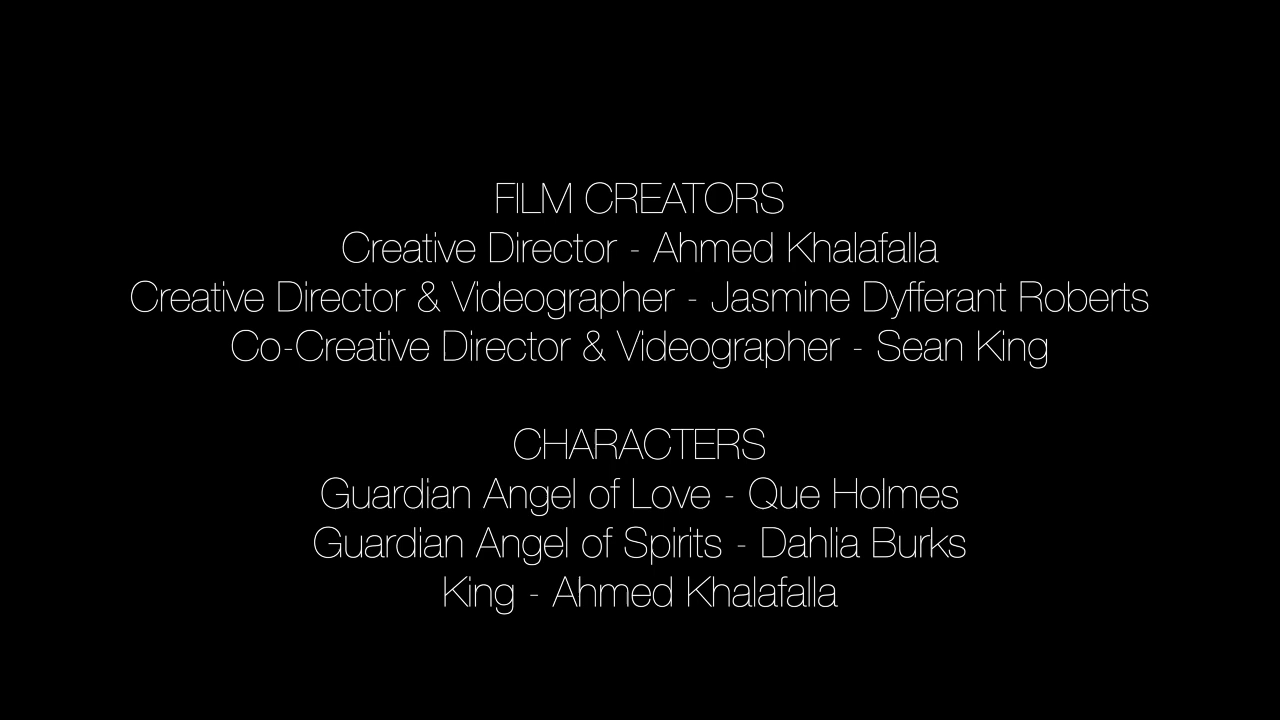 FILM CREATORS
Creative Director - Ahmed Khalafalla
Creative Director & Videographer - Jasmine Dyfferant Roberts
Co-Creative Director & Videographer - Sean King
CHARACTERS
Guardian Angel of Love - Que Holmes
Guardian Angel of Spirits - Dahlia Burks
King - Ahmed Khalafalla